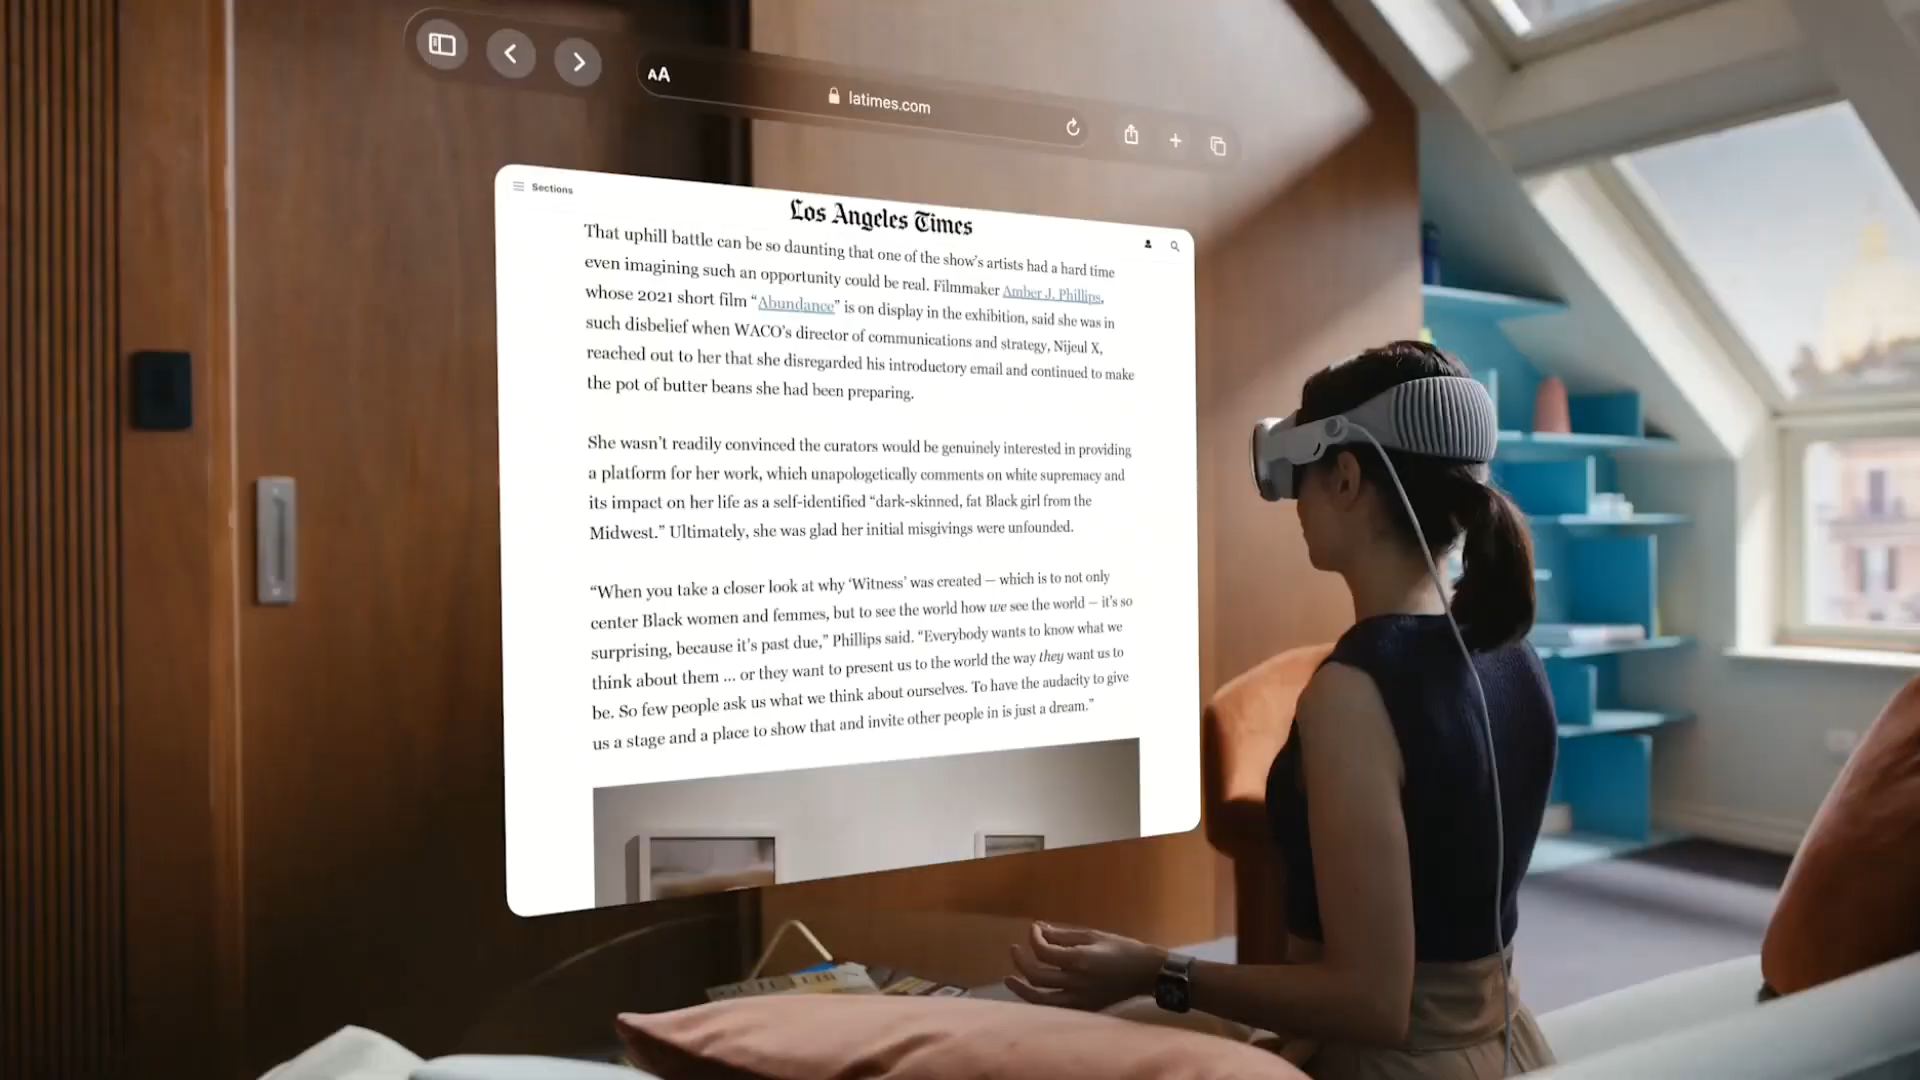 AA
latimes.com
Sections
Los Angeles Times
That uphill battle can be so daunting that one of the show's artists had a hard time
even imagining such an opportunity could be real. Filmmaker Amber J. Phillips,
whose 2021 short film “Abundance” is on display in the exhibition, said she was in
such disbelief when WACO's director of communications and strategy, Nijeul X,
reached out to her that she disregarded his introductory email and continued to make
the pot of butter beans she had been preparing.
She wasn't readily convinced the curators would be genuinely interested in providing
a platform for her work, which unapologetically comments on white supremacy and
its impact on her life as a self-identified “dark-skinned, fat Black girl from the
Midwest.” Ultimately, she was glad her initial misgivings were unfounded.
“When you take a closer look at why ‘Witness’ was created — which is to not only
center Black women and femmes, but to see the world how we see the world — it's so
surprising, because it's past due,” Phillips said. “Everybody wants to know what we
think about them ... or they want to present us to the world the way they want us to
be. So few people ask us what we think about ourselves. To have the audacity to give
us a stage and a place to show that and invite other people in is just a dream.”